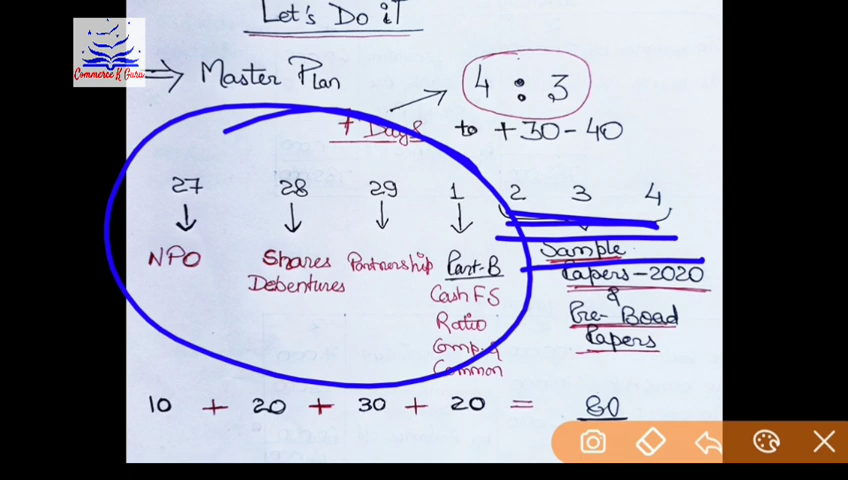 Let's Do iT
Commerce K Guru
⇒ Master Plan
4 : 3
7 Days to +30-40
27 28 29 1 2 3 4
NPO Shares Partnership Part-B Sample
Debentures Papers-2020
Cash FS &
Ratio Pre-Boad
Comp. & Papers
Common
10 + 20 + 30 + 20 = 80